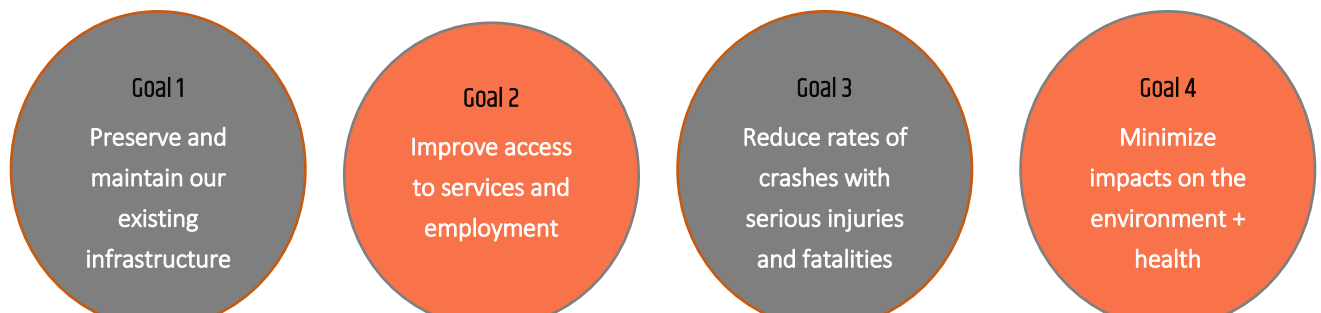 Goal 1
Preserve and
maintain our
existing
infrastructure
Goal 2
Improve access
to services and
employment
Goal 3
Reduce rates of
crashes with
serious injuries
and fatalities
Goal 4
Minimize
impacts on the
environment +
health